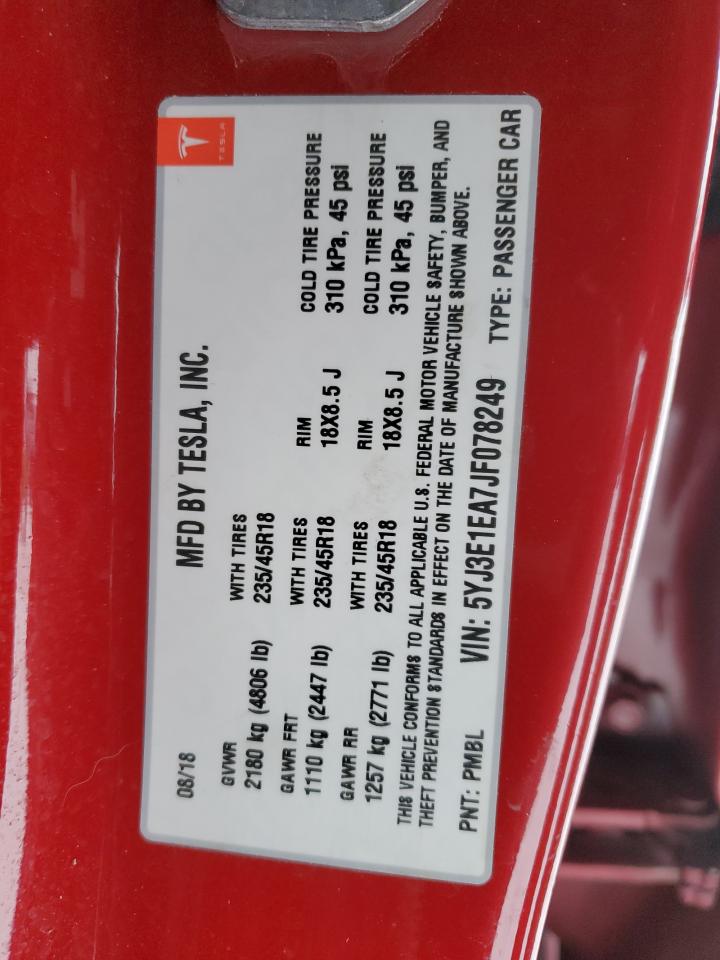 TESLA
08/18 MFD BY TESLA, INC.
GVWR WITH TIRES
2180 kg (4806 lb) 235/45R18
GAWR FRT WITH TIRES RIM COLD TIRE PRESSURE
1110 kg (2447 lb) 235/45R18 18X8.5 J 310 kPa, 45 psi
GAWR RR WITH TIRES RIM COLD TIRE PRESSURE
1257 kg (2771 lb) 235/45R18 18X8.5 J 310 kPa, 45 psi
THIS VEHICLE CONFORMS TO ALL APPLICABLE U.S. FEDERAL MOTOR VEHICLE SAFETY, BUMPER, AND
THEFT PREVENTION STANDARDS IN EFFECT ON THE DATE OF MANUFACTURE SHOWN ABOVE.
PNT: PMBL VIN: 5YJ3E1EA7JF078249 TYPE: PASSENGER CAR